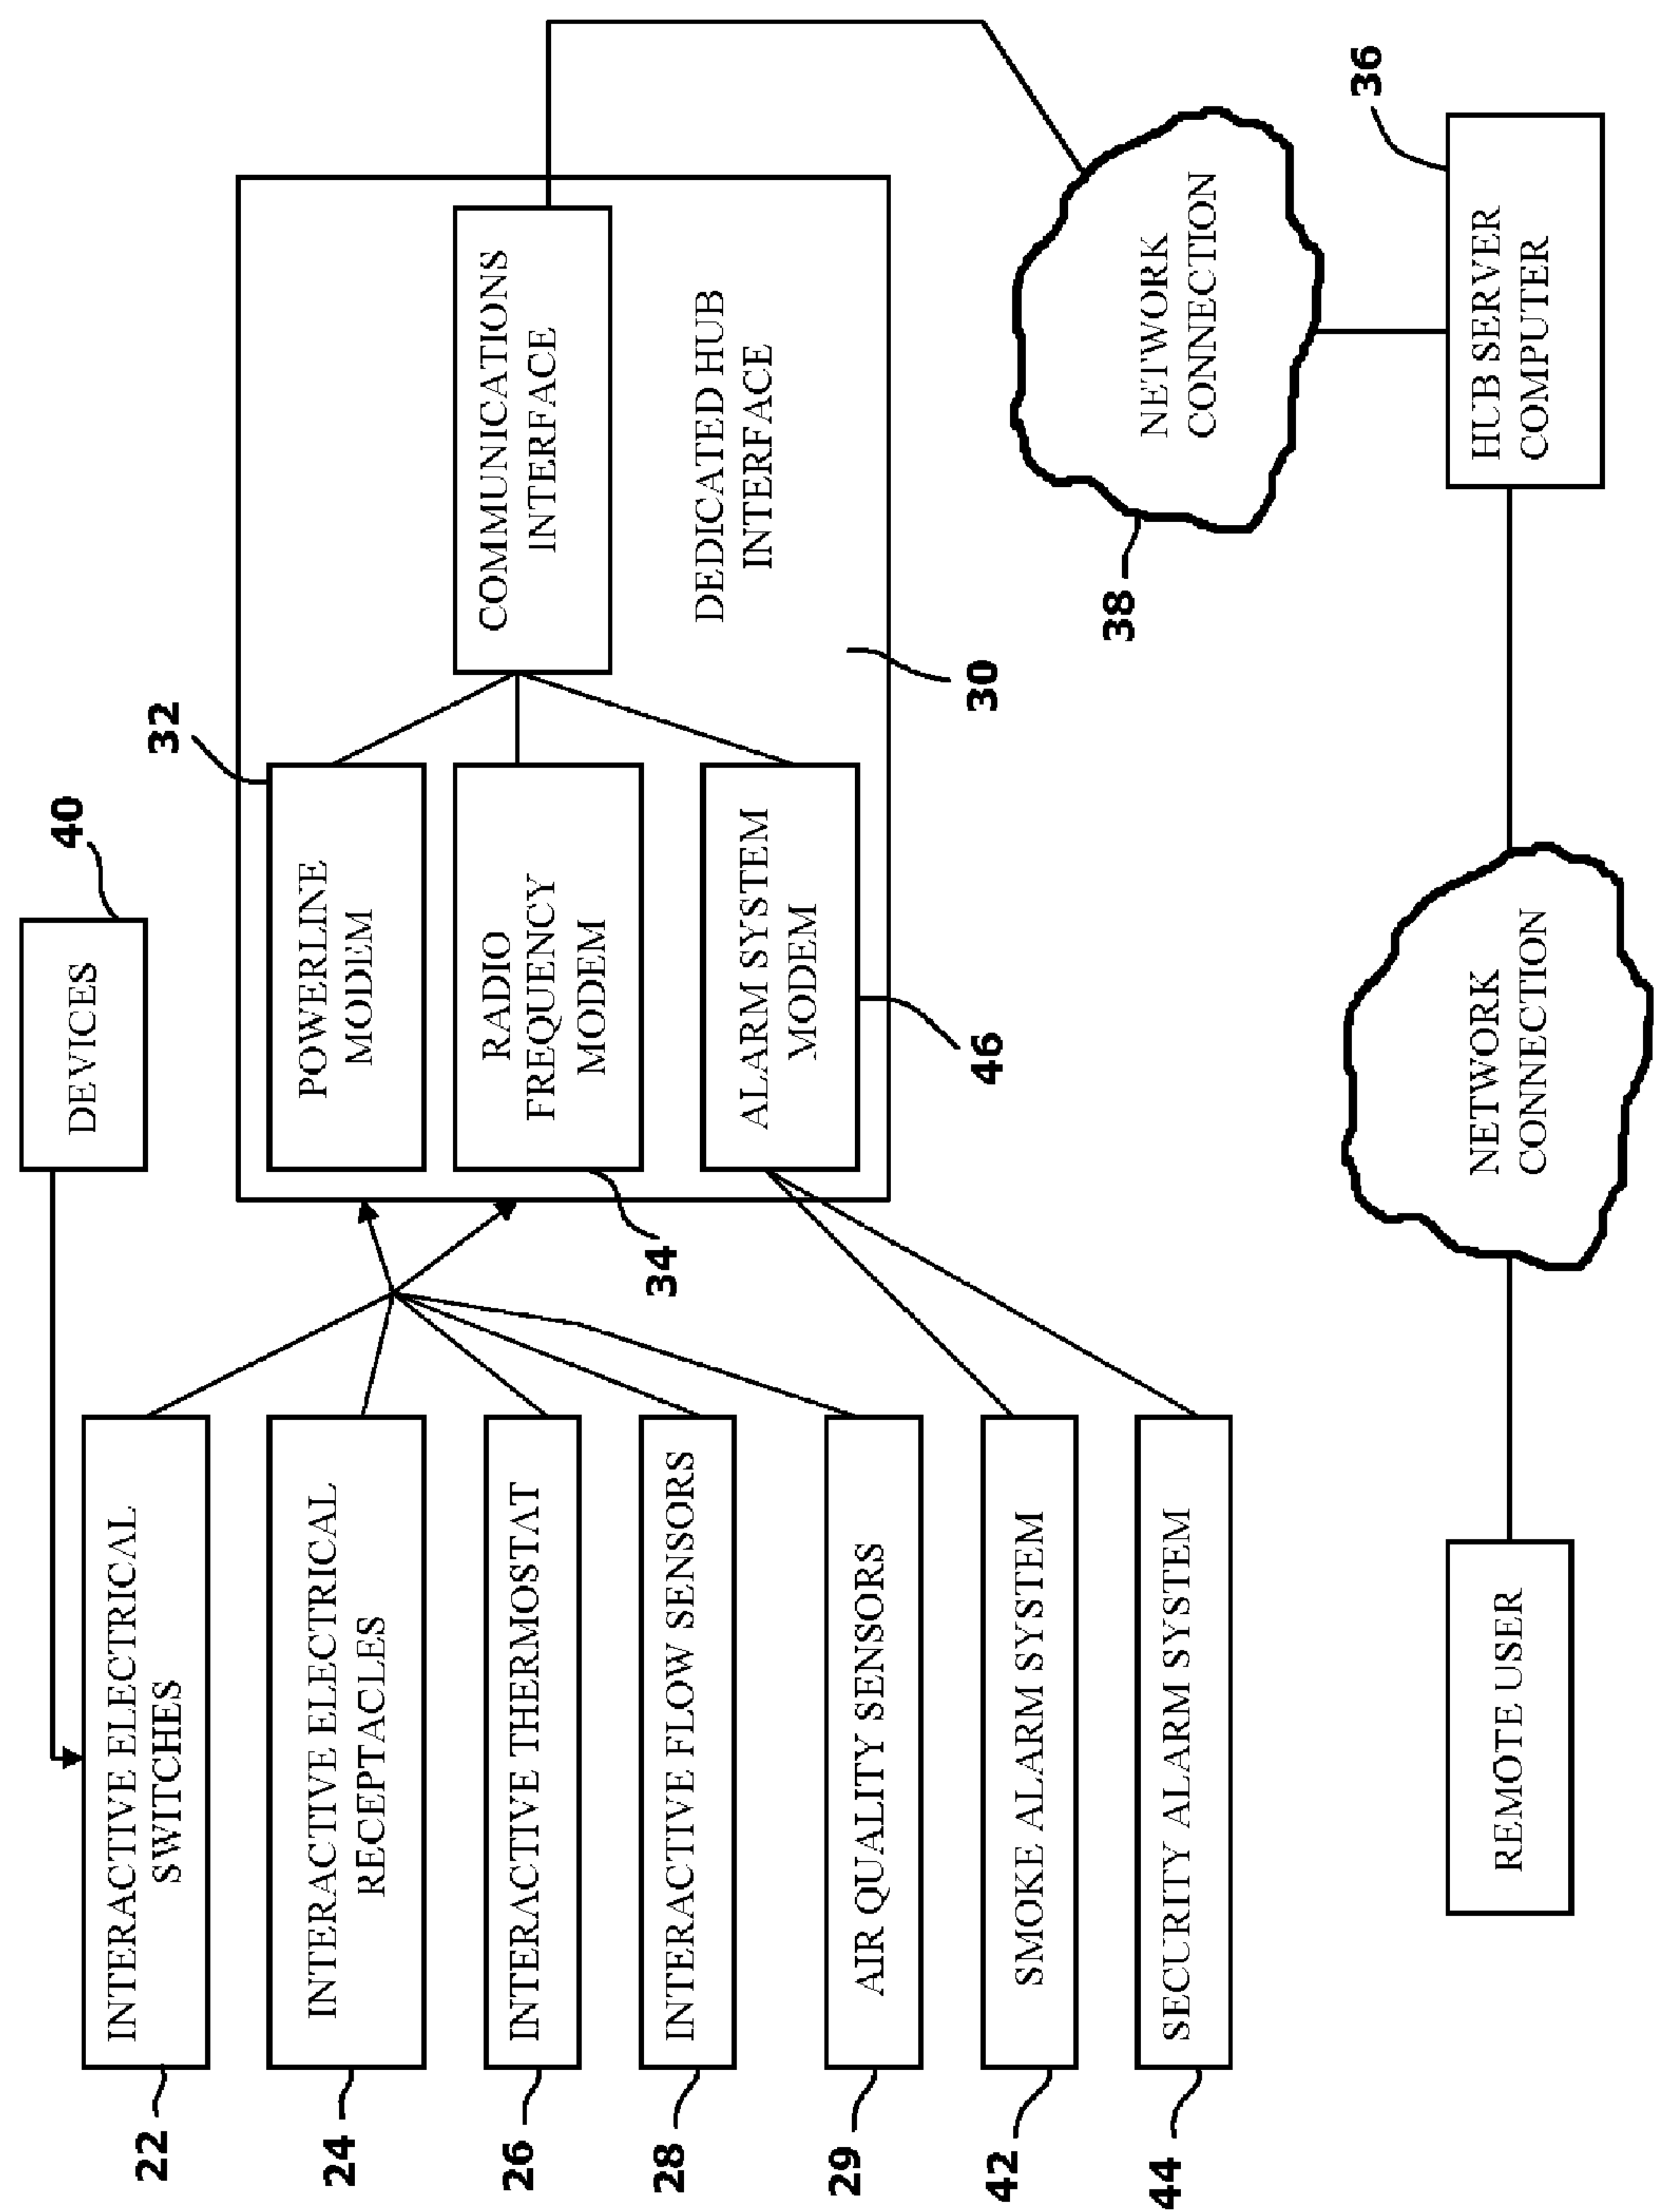 40
DEVICES
22
INTERACTIVE ELECTRICAL
SWITCHES
24
INTERACTIVE ELECTRICAL
RECEPTACLES
26
INTERACTIVE THERMOSTAT
28
INTERACTIVE FLOW SENSORS
29
AIR QUALITY SENSORS
42
SMOKE ALARM SYSTEM
44
SECURITY ALARM SYSTEM
32
POWERLINE
MODEM
34
RADIO
FREQUENCY
MODEM
46
ALARM SYSTEM
MODEM
COMMUNICATIONS
INTERFACE
DEDICATED HUB
INTERFACE
30
38
NETWORK
CONNECTION
36
HUB SERVER
COMPUTER
NETWORK
CONNECTION
REMOTE USER